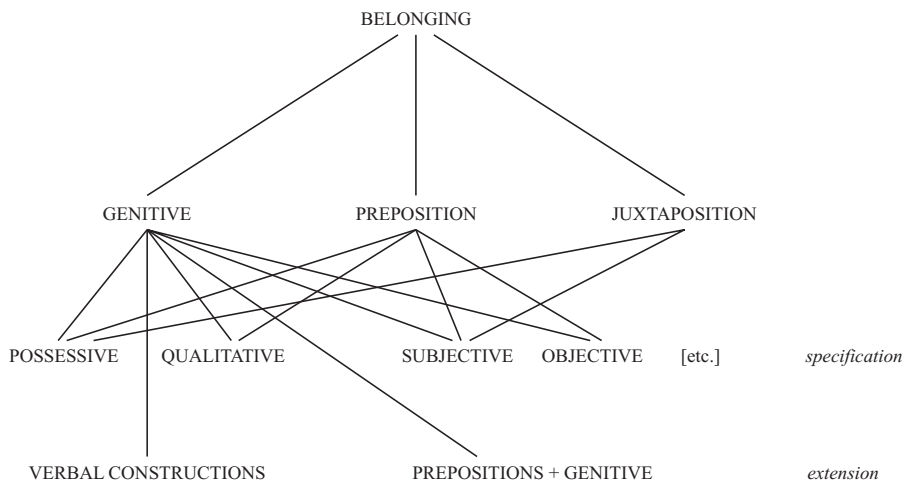 BELONGING
GENITIVE PREPOSITION JUXTAPOSITION
POSSESSIVE QUALITATIVE SUBJECTIVE OBJECTIVE [etc.] specification
VERBAL CONSTRUCTIONS PREPOSITIONS + GENITIVE extension